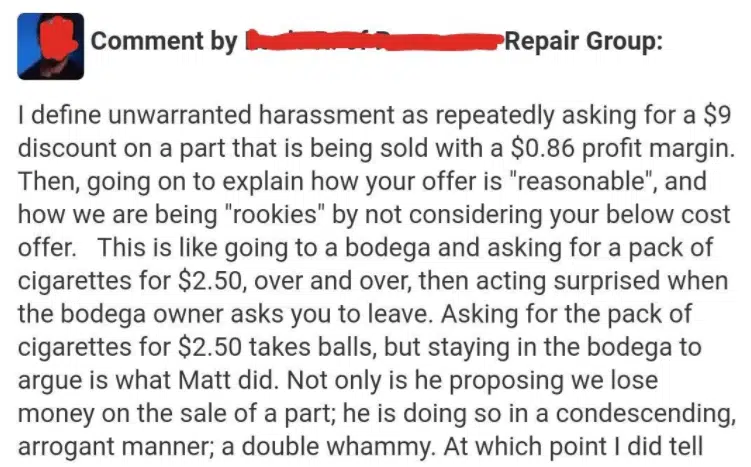 Comment by Repair Group:
I define unwarranted harassment as repeatedly asking for a $9
discount on a part that is being sold with a $0.86 profit margin.
Then, going on to explain how your offer is "reasonable", and
how we are being "rookies" by not considering your below cost
offer. This is like going to a bodega and asking for a pack of
cigarettes for $2.50, over and over, then acting surprised when
the bodega owner asks you to leave. Asking for the pack of
cigarettes for $2.50 takes balls, but staying in the bodega to
argue is what Matt did. Not only is he proposing we lose
money on the sale of a part; he is doing so in a condescending,
arrogant manner; a double whammy. At which point I did tell